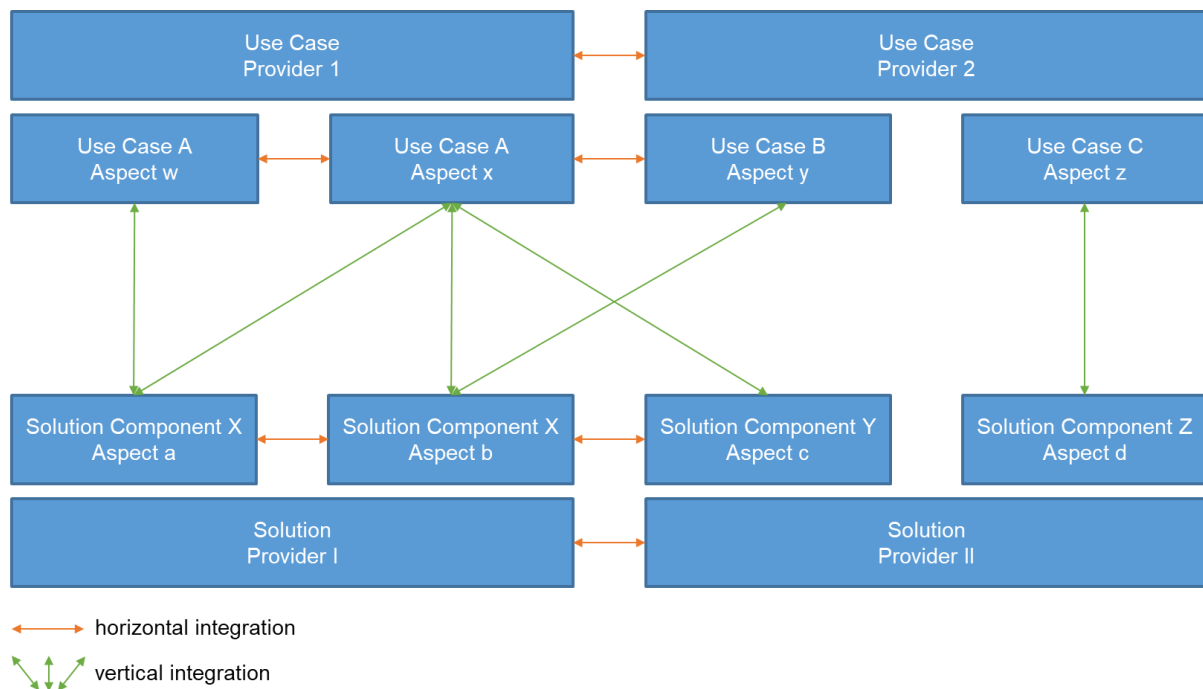 Use Case
Provider 1
Use Case
Provider 2
Use Case A
Aspect w
Use Case A
Aspect x
Use Case B
Aspect y
Use Case C
Aspect z
Solution Component X
Aspect a
Solution Component X
Aspect b
Solution Component Y
Aspect c
Solution Component Z
Aspect d
Solution
Provider I
Solution
Provider II
horizontal integration
vertical integration